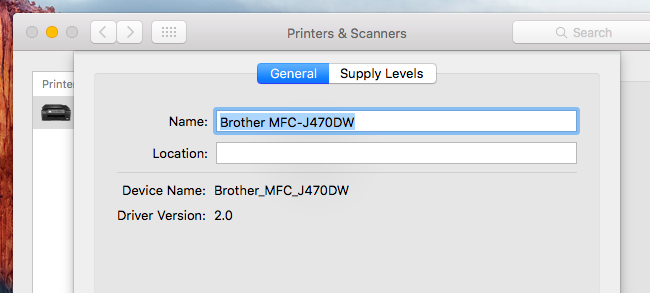 Printers & Scanners
Search
Printer
General
Supply Levels
Name:
Brother MFC-J470DW
Location:
Device Name:
Brother_MFC_J470DW
Driver Version:
2.0